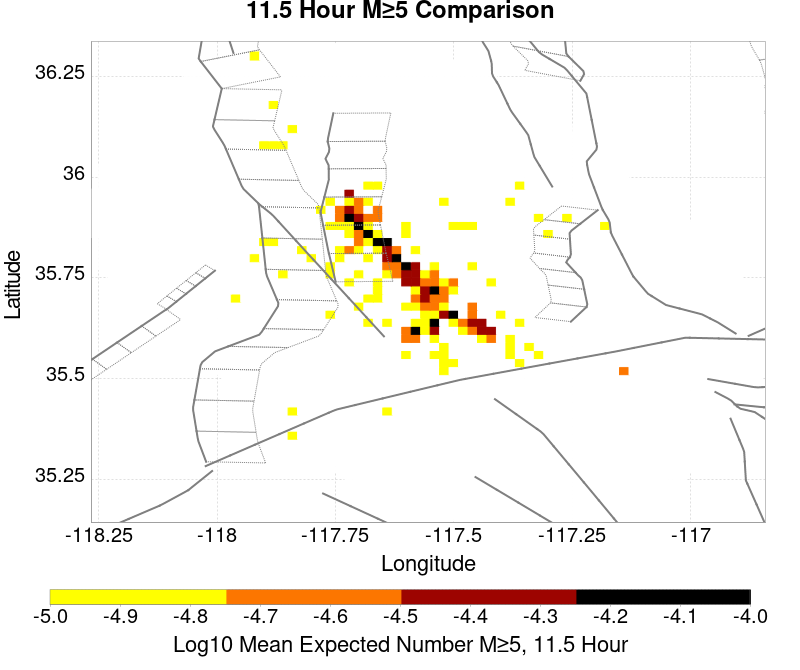 11.5 Hour M≥5 Comparison
36.25
36
35.75
35.5
35.25
Latitude
-118.25 -118 -117.75 -117.5 -117.25 -117
Longitude
-5.0 -4.9 -4.8 -4.7 -4.6 -4.5 -4.4 -4.3 -4.2 -4.1 -4.0
Log10 Mean Expected Number M≥5, 11.5 Hour